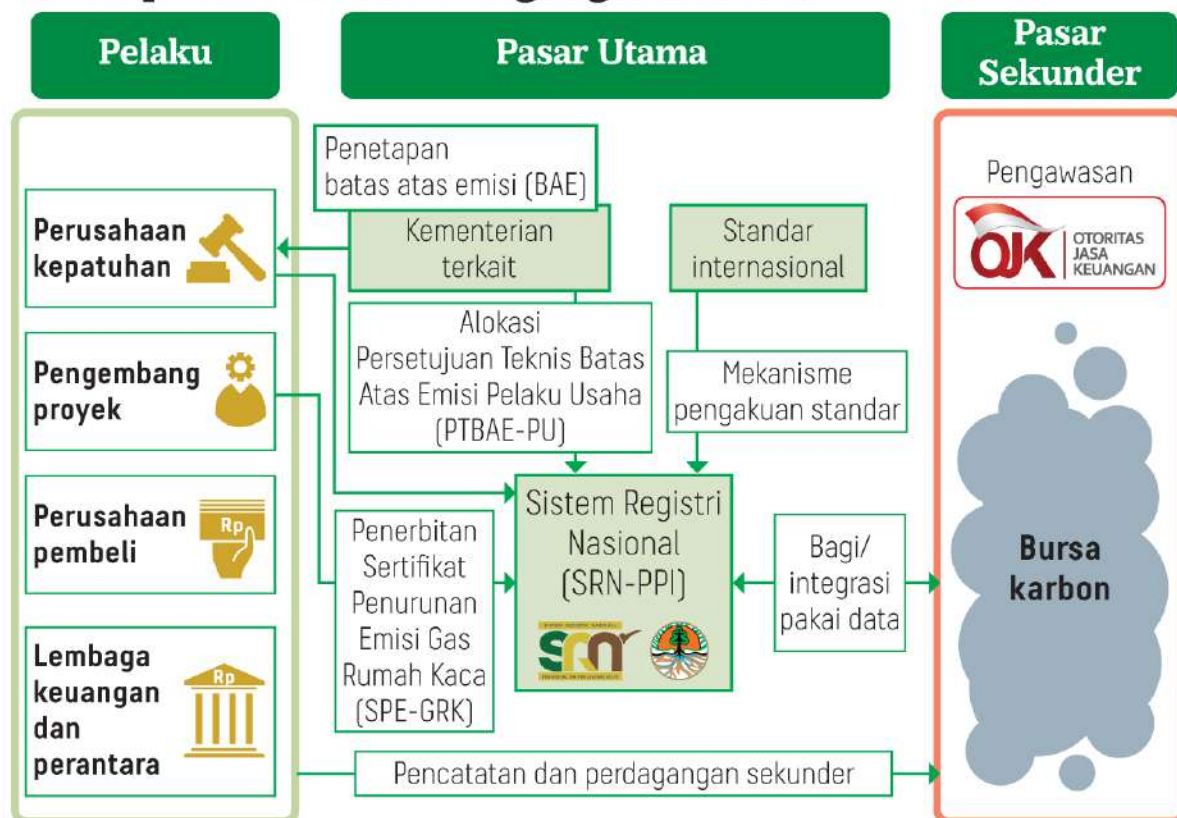 Pelaku
Pasar Utama
Pasar
Sekunder
Perusahaan
kepatuhan
Pengembang
proyek
Perusahaan
pembeli
Rp
Lembaga
keuangan
dan
perantara
Rp
Penetapan
batas atas emisi (BAE)
Kementerian
terkait
Standar
internasional
Alokasi
Persetujuan Teknis Batas
Atas Emisi Pelaku Usaha
(PTBAE-PU)
Mekanisme
pengakuan standar
Penerbitan
Sertifikat
Penurunan
Emisi Gas
Rumah Kaca
(SPE-GRK)
Sistem Registri
Nasional
(SRN-PPI)
SRN
Bagi/
integrasi
pakai data
Pencatatan dan perdagangan sekunder
Pengawasan
OJK
OTORITAS
JASA
KEUANGAN
Bursa
karbon